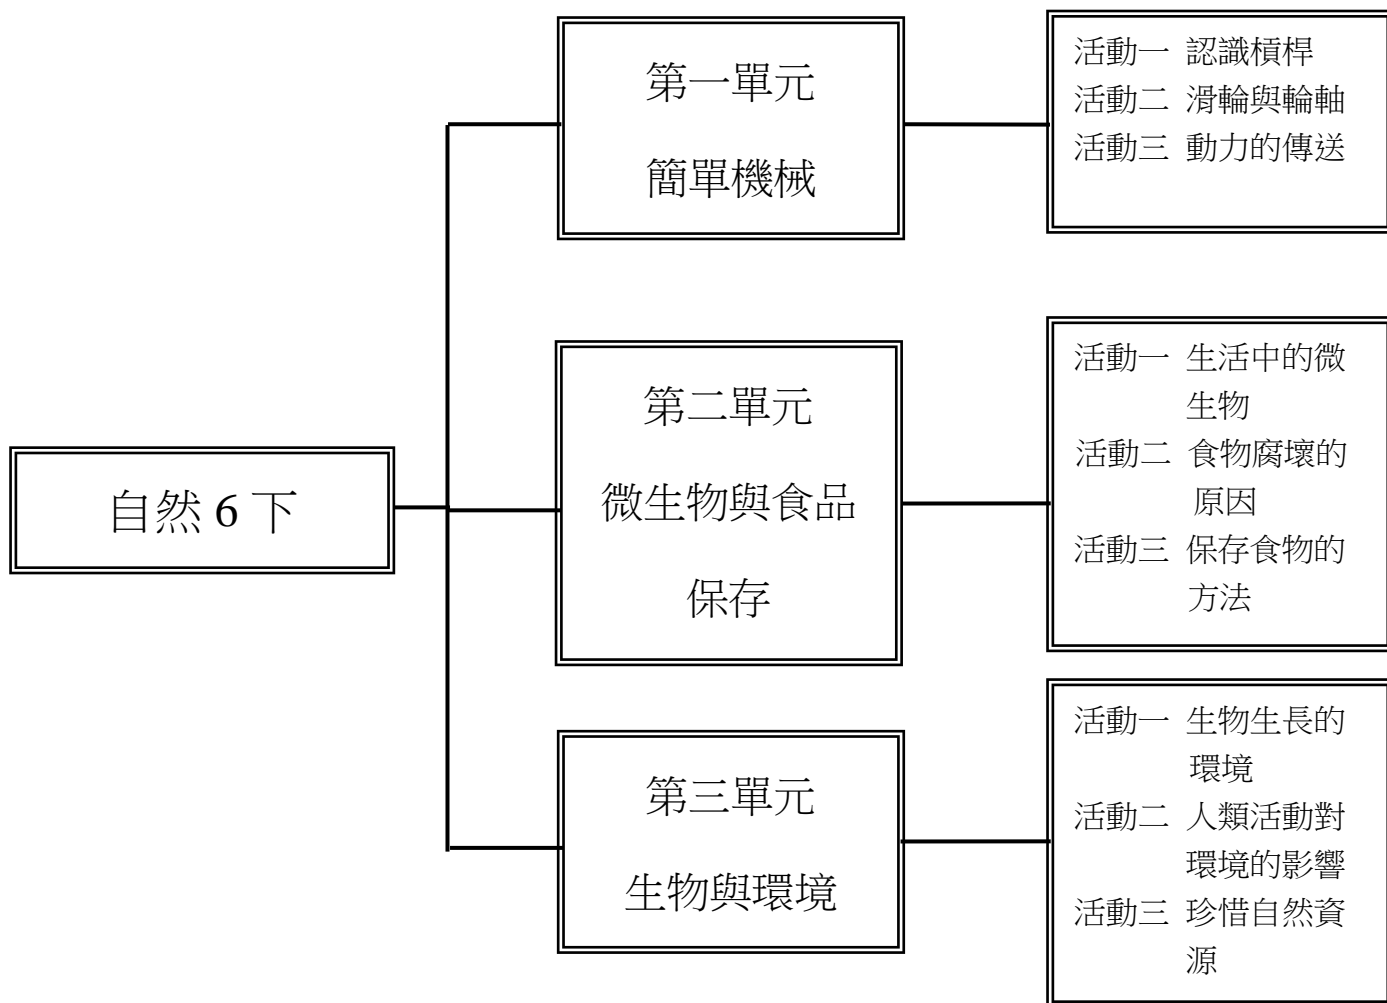 自然 6 下
第一單元
簡單機械
活動一 認識槓桿
活動二 滑輪與輪軸
活動三 動力的傳送
第二單元
微生物與食品
保存
活動一 生活中的微
生物
活動二 食物腐壞的
原因
活動三 保存食物的
方法
第三單元
生物與環境
活動一 生物生長的
環境
活動二 人類活動對
環境的影響
活動三 珍惜自然資
源